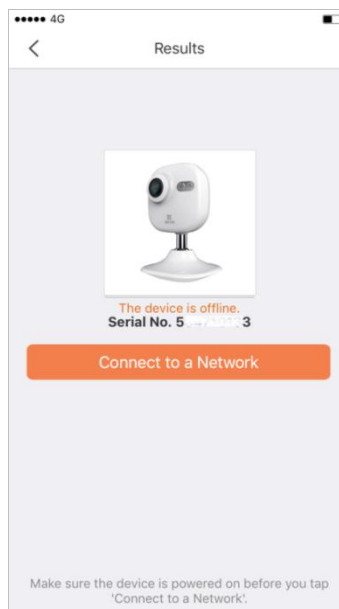 4G
Results
The device is offline.
Serial No. 5 3
Connect to a Network
Make sure the device is powered on before you tap
'Connect to a Network'.